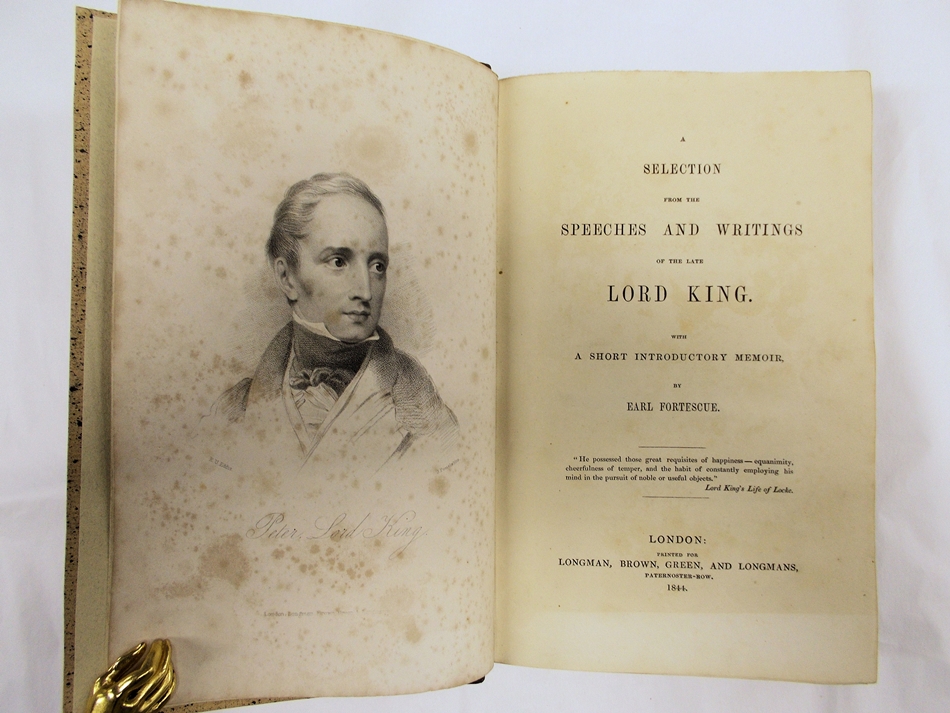 Peter, Lord King.
A
SELECTION
FROM THE
SPEECHES AND WRITINGS
OF THE LATE
LORD KING.
WITH
A SHORT INTRODUCTORY MEMOIR,
BY
EARL FORTESCUE.
"He possessed those great requisites of happiness — equanimity,
cheerfulness of temper, and the habit of constantly employing his
mind in the pursuit of noble or useful objects."
Lord King's Life of Locke.
LONDON:
PRINTED FOR
LONGMAN, BROWN, GREEN, AND LONGMANS,
PATERNOSTER-ROW.
1844.